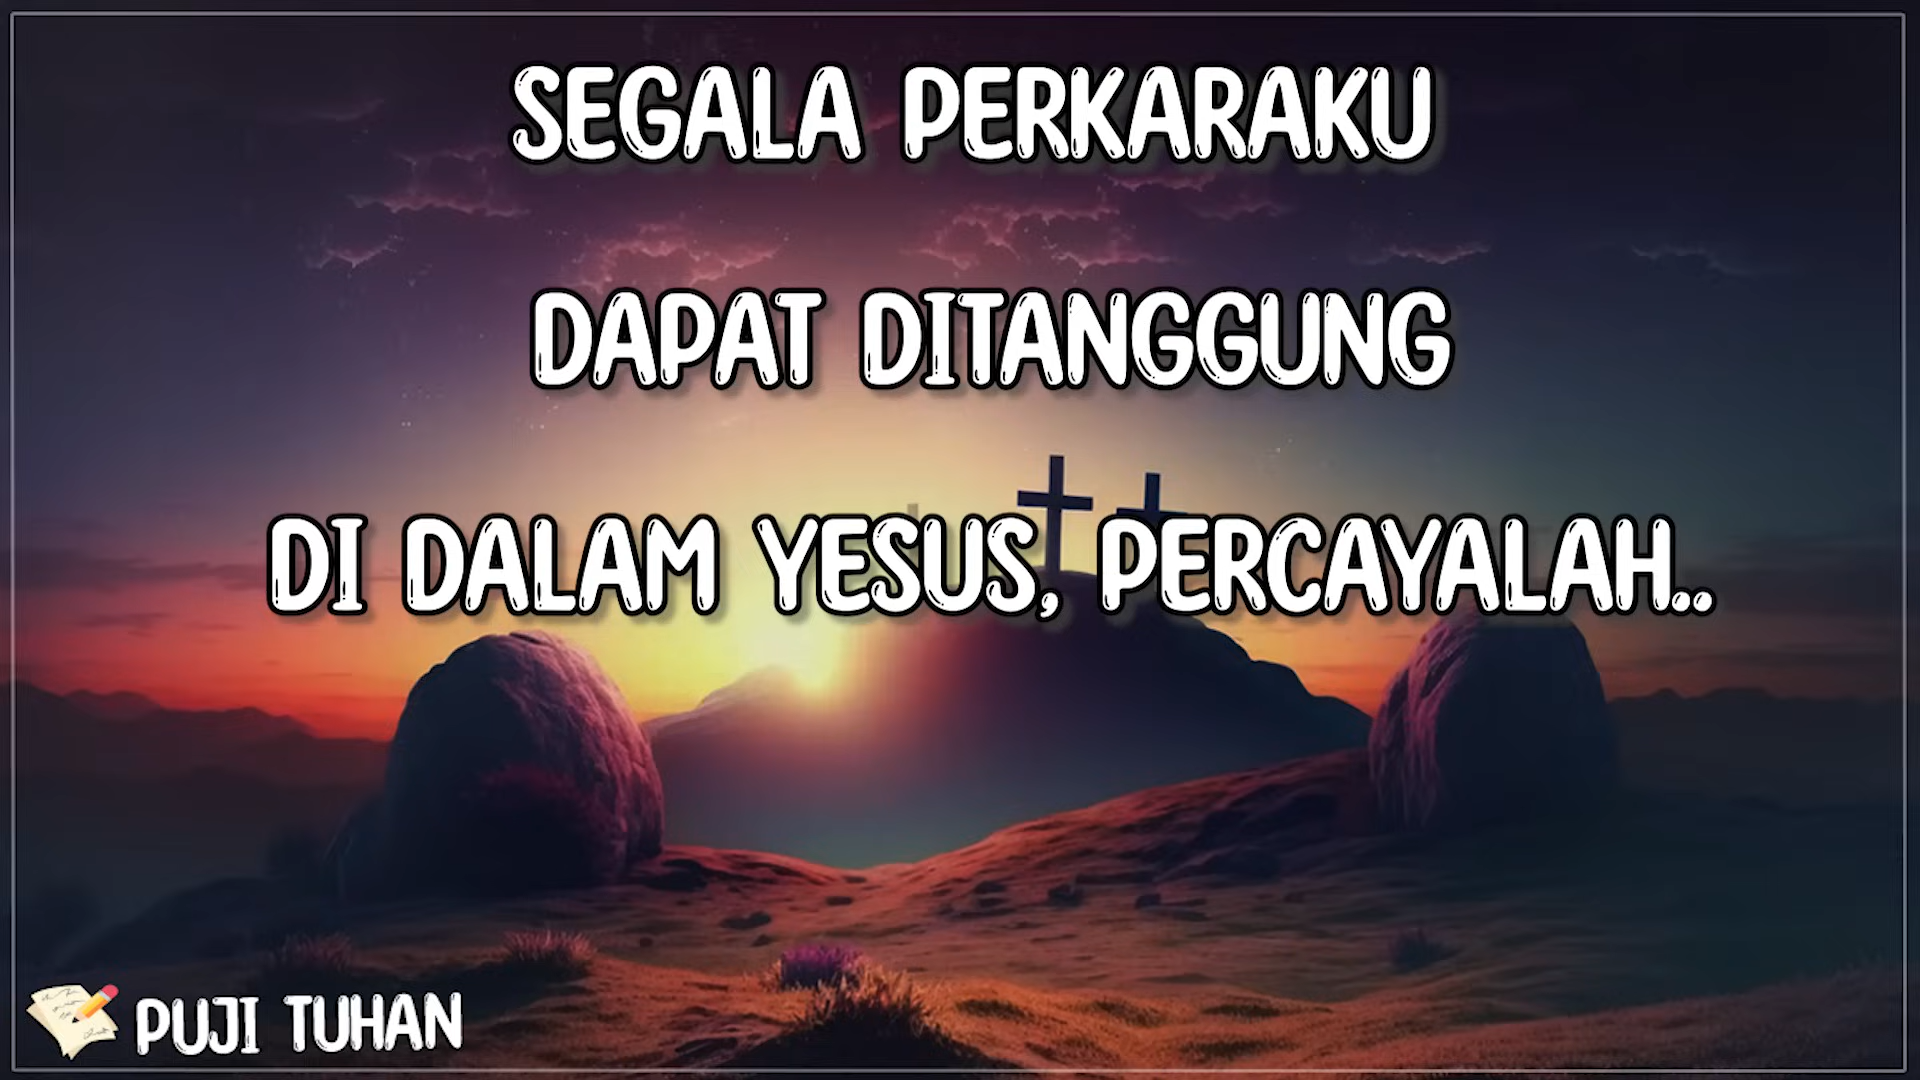 SEGALA PERKARAKU
DAPAT DITANGGUNG
DI DALAM YESUS, PERCAYALAH..
PUJI TUHAN